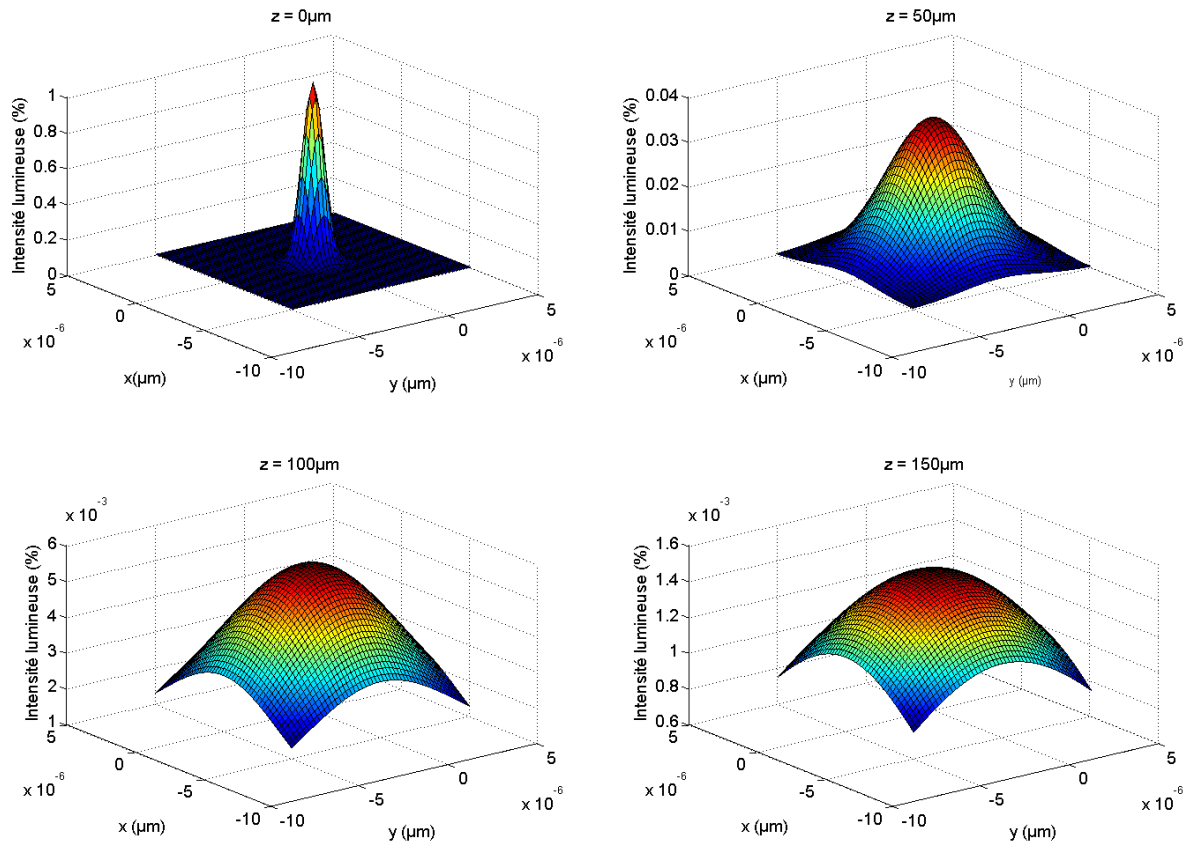 z = 0µm
Intensité lumineuse (%)
1
0.8
0.6
0.4
0.2
0
5
0
-5
-10
x 10^-6
x(µm)
-10
-5
0
5
x 10^-6
y (µm)
z = 50µm
Intensité lumineuse (%)
0.04
0.03
0.02
0.01
0
5
0
-5
-10
x 10^-6
x (µm)
-10
-5
0
5
x 10^-6
y (µm)
z = 100µm
x 10^-3
Intensité lumineuse (%)
6
5
4
3
2
1
5
0
-5
-10
x 10^-6
x (µm)
-10
-5
0
5
x 10^-6
y (µm)
z = 150µm
x 10^-3
Intensité lumineuse (%)
1.6
1.4
1.2
1
0.8
0.6
5
0
-5
-10
x 10^-6
x (µm)
-10
-5
0
5
x 10^-6
y (µm)